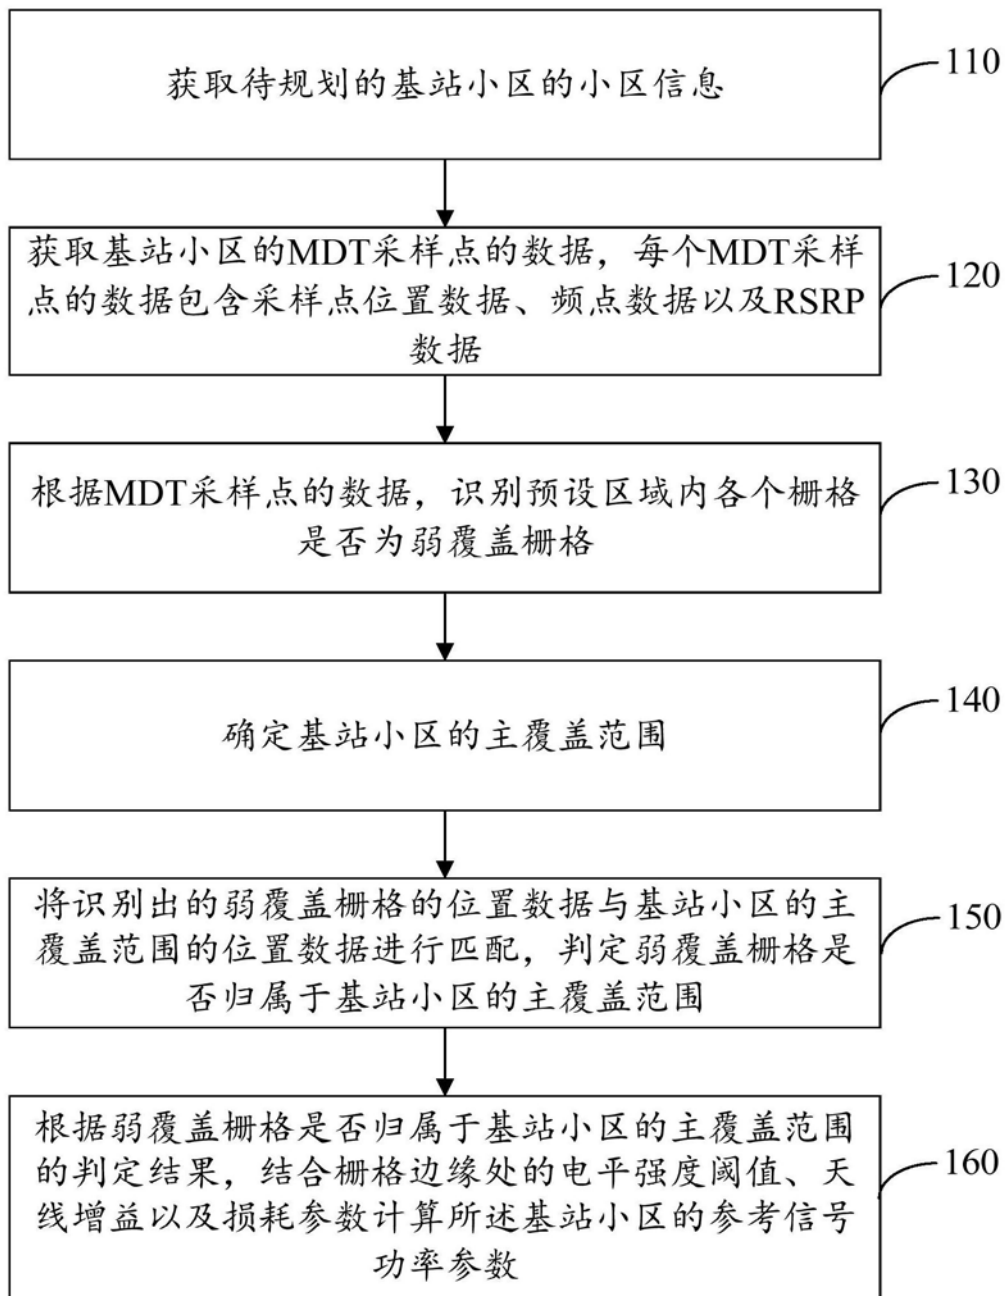 获取待规划的基站小区的小区信息
110
获取基站小区的MDT采样点的数据，每个MDT采样
点的数据包含采样点位置数据、频点数据以及RSRP
数据
120
根据MDT采样点的数据，识别预设区域内各个栅格
是否为弱覆盖栅格
130
确定基站小区的主覆盖范围
140
将识别出的弱覆盖栅格的位置数据与基站小区的主
覆盖范围的位置数据进行匹配，判定弱覆盖栅格是
否归属于基站小区的主覆盖范围
150
根据弱覆盖栅格是否归属于基站小区的主覆盖范围
的判定结果，结合栅格边缘处的电平强度阈值、天
线增益以及损耗参数计算所述基站小区的参考信号
功率参数
160